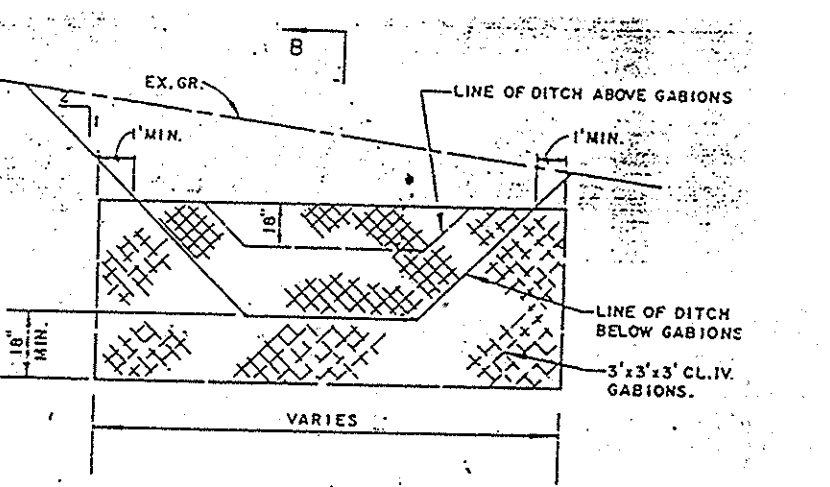 B
EX. GR.
LINE OF DITCH ABOVE GABIONS
2
1
1'MIN.
1'MIN.
18"
LINE OF DITCH
BELOW GABIONS
18"
MIN.
3'x3'x3' CL.IV.
GABIONS.
VARIES